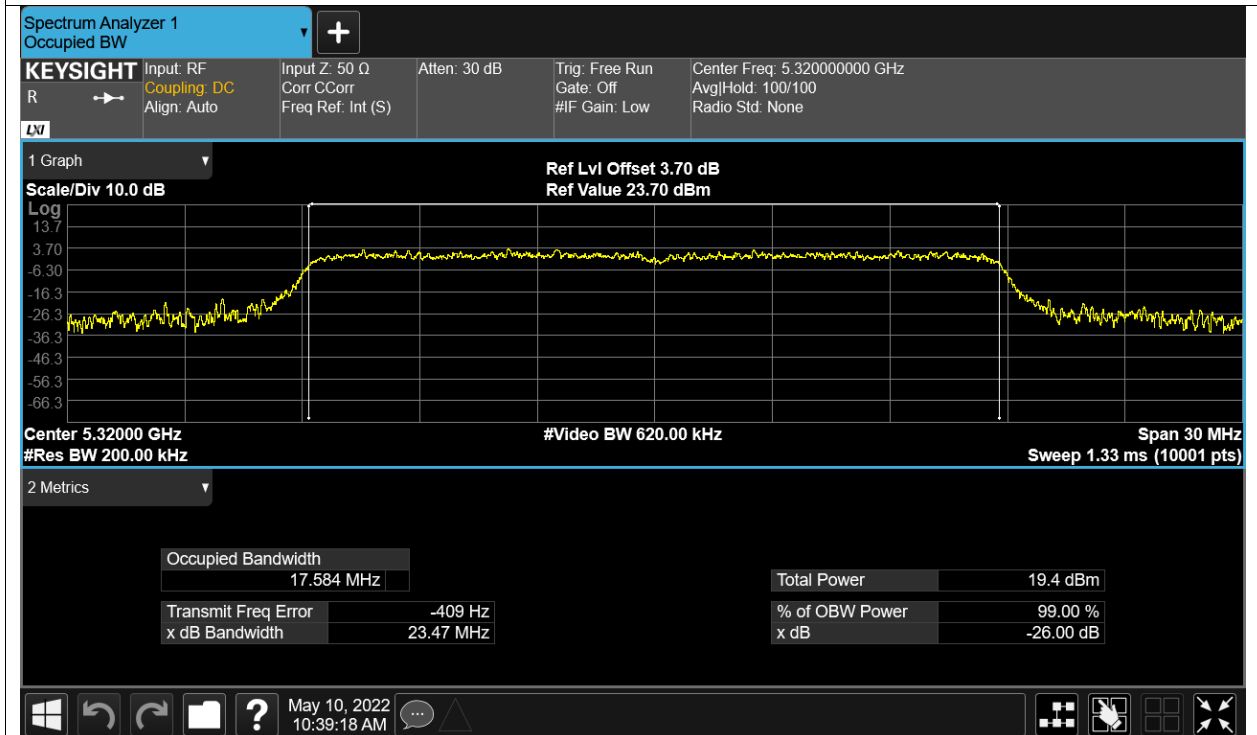 Spectrum Analyzer 1
Occupied BW
+
KEYSIGHT
R
LXI
Input: RF
Coupling: DC
Align: Auto
Input Z: 50 Ω
Corr CCorr
Freq Ref: Int (S)
Atten: 30 dB
Trig: Free Run
Gate: Off
#IF Gain: Low
Center Freq: 5.320000000 GHz
Avg|Hold: 100/100
Radio Std: None
1 Graph
Scale/Div 10.0 dB
Ref Lvl Offset 3.70 dB
Ref Value 23.70 dBm
Log
13.7
3.70
-6.30
-16.3
-26.3
-36.3
-46.3
-56.3
-66.3
Center 5.32000 GHz
#Video BW 620.00 kHz
Span 30 MHz
#Res BW 200.00 kHz
Sweep 1.33 ms (10001 pts)
2 Metrics
Occupied Bandwidth
17.584 MHz
Total Power 19.4 dBm
Transmit Freq Error -409 Hz
% of OBW Power 99.00 %
x dB Bandwidth 23.47 MHz
x dB -26.00 dB
?
May 10, 2022
10:39:18 AM